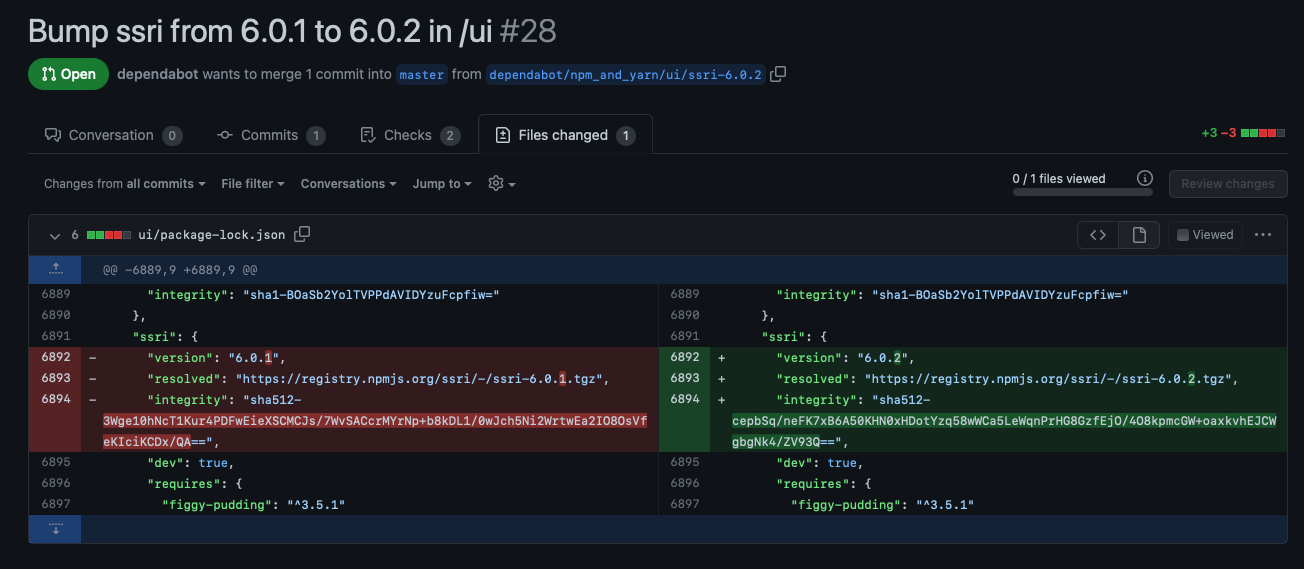 Bump ssri from 6.0.1 to 6.0.2 in /ui #28
Open dependabot wants to merge 1 commit into master from dependabot/npm_and_yarn/ui/ssri-6.0.2
Conversation 0 Commits 1 Checks 2 Files changed 1 +3 −3
Changes from all commits File filter Conversations Jump to 0 / 1 files viewed Review changes
6 ui/package-lock.json Viewed
@@ -6889,9 +6889,9 @@
6889 "integrity": "sha1-BOaSb2YolTVPPdAVIDYzuFcpfiw="
6890 },
6891 "ssri": {
6892 - "version": "6.0.1",
6893 - "resolved": "https://registry.npmjs.org/ssri/-/ssri-6.0.1.tgz",
6894 - "integrity": "sha512-
3Wge10hNcT1Kur4PDFwEieXSCMCJs/7WvSACcrMYrNp+b8kDL1/0wJch5Ni2WrtwEa2IO8OsVf
eKIciKCDx/QA==",
6895 "dev": true,
6896 "requires": {
6897 "figgy-pudding": "^3.5.1"
6889 "integrity": "sha1-BOaSb2YolTVPPdAVIDYzuFcpfiw="
6890 },
6891 "ssri": {
6892 + "version": "6.0.2",
6893 + "resolved": "https://registry.npmjs.org/ssri/-/ssri-6.0.2.tgz",
6894 + "integrity": "sha512-
cepbSq/neFK7xB6A50KHN0xHDotYzq58wWCa5LeWqnPrHG8GzfEjO/4O8kpmcGW+oaxkvhEJCW
gbgNk4/ZV93Q==",
6895 "dev": true,
6896 "requires": {
6897 "figgy-pudding": "^3.5.1"